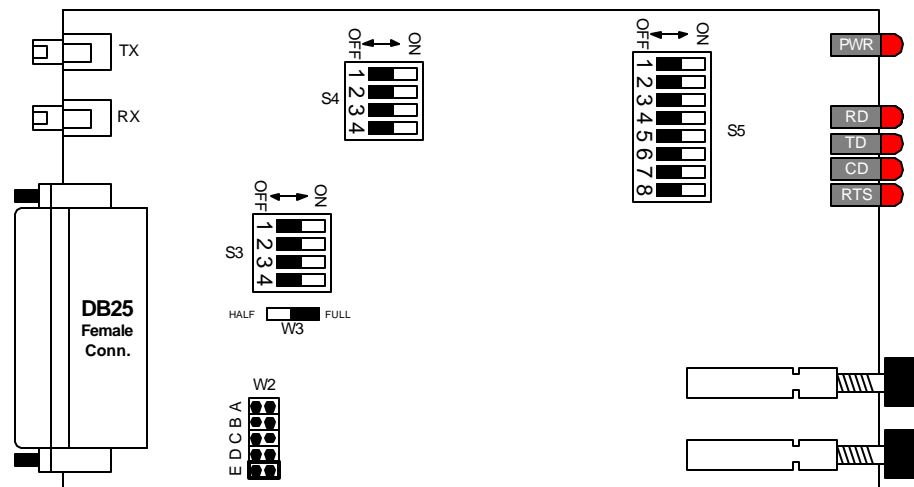 TX
RX
OFF ON
S4
1
2
3
4
OFF ON
1
2
3
4
5
6
7
8
S5
PWR
RD
TD
CD
RTS
OFF ON
S3
1
2
3
4
HALF FULL
W3
DB25
Female
Conn.
W2
A
B
C
D
E